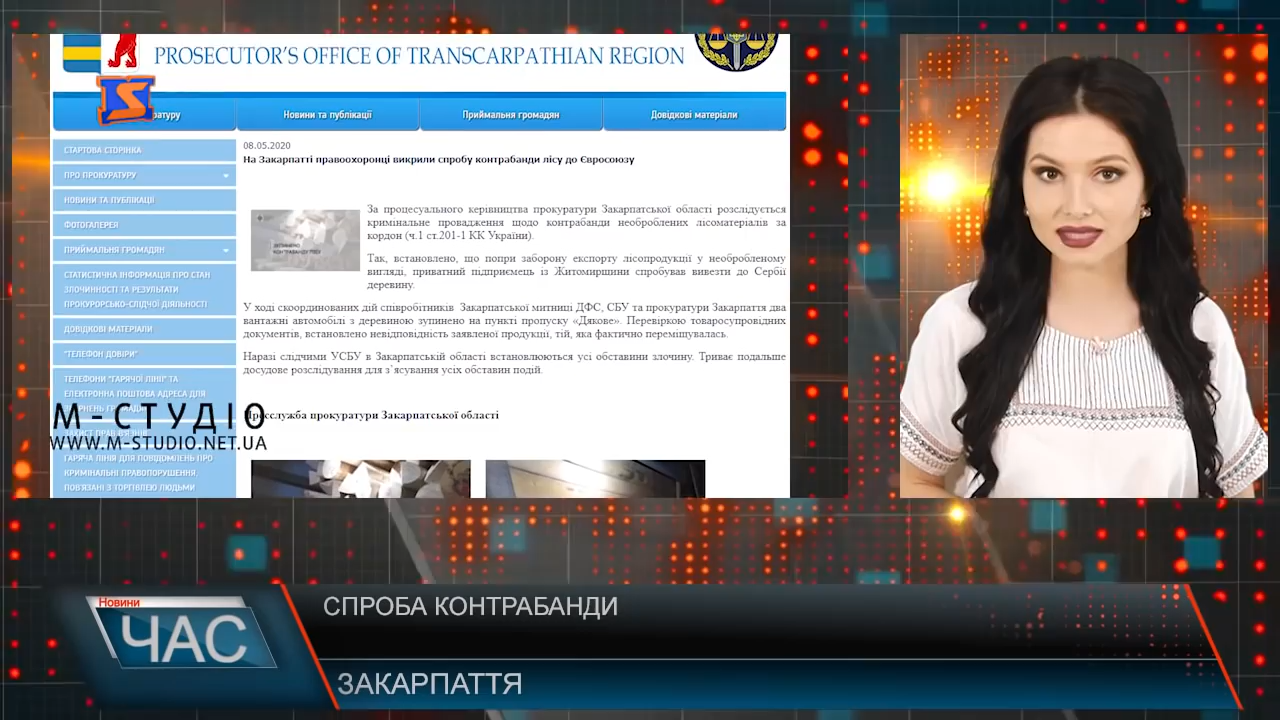 PROSECUTOR'S OFFICE OF TRANSCARPATHIAN REGION
ратуру
Новини та публікації
Приймальня громадян
Довідкові матеріали
СТАРТОВА СТОРІНКА
ПРО ПРОКУРАТУРУ
НОВИНИ ТА ПУБЛІКАЦІЇ
ФОТОГАЛЕРЕЯ
ПРИЙМАЛЬНЯ ГРОМАДЯН
СТАТИСТИЧНА ІНФОРМАЦІЯ ПРО СТАН
ЗЛОЧИННОСТІ ТА РЕЗУЛЬТАТИ
ПРОКУРОРСЬКО-СЛІДЧОЇ ДІЯЛЬНОСТІ
ДОВІДКОВІ МАТЕРІАЛИ
"ТЕЛЕФОН ДОВІРИ"
ТЕЛЕФОНИ "ГАРЯЧОЇ ЛІНІЇ" ТА
ЕЛЕКТРОННА ПОШТОВА АДРЕСА ДЛЯ
М-СТУДІО
WWW.M-STUDIO.NET.UA
ГАРЯЧА ЛІНІЯ ДЛЯ ПОВІДОМЛЕНЬ ПРО
КРИМІНАЛЬНІ ПРАВОПОРУШЕННЯ,
ПОВ'ЯЗАНІ З ТОРГІВЛЕЮ ЛЮДЬМИ
08.05.2020
На Закарпатті правоохоронці викрили спробу контрабанди лісу до Євросоюзу
За процесуального керівництва прокуратури Закарпатської області розслідується
кримінальне провадження щодо контрабанди необроблених лісоматеріалів за
кордон (ч.1 ст.201-1 КК України).
Так, встановлено, що попри заборону експорту лісопродукції у необробленому
вигляді, приватний підприємець із Житомирщини спробував вивезти до Сербії
деревину.
У ході скоординованих дій співробітників Закарпатської митниці ДФС, СБУ та прокуратури Закарпаття два
вантажні автомобілі з деревиною зупинено на пункті пропуску «Дякове». Перевіркою товаросупровідних
документів, встановлено невідповідність заявленої продукції, тій, яка фактично переміщувалась.
Наразі слідчими УСБУ в Закарпатській області встановлюються усі обставини злочину. Триває подальше
досудове розслідування для з`ясування усіх обставин подій.
Пресслужба прокуратури Закарпатської області
Новини
ЧАС
СПРОБА КОНТРАБАНДИ
ЗАКАРПАТТЯ